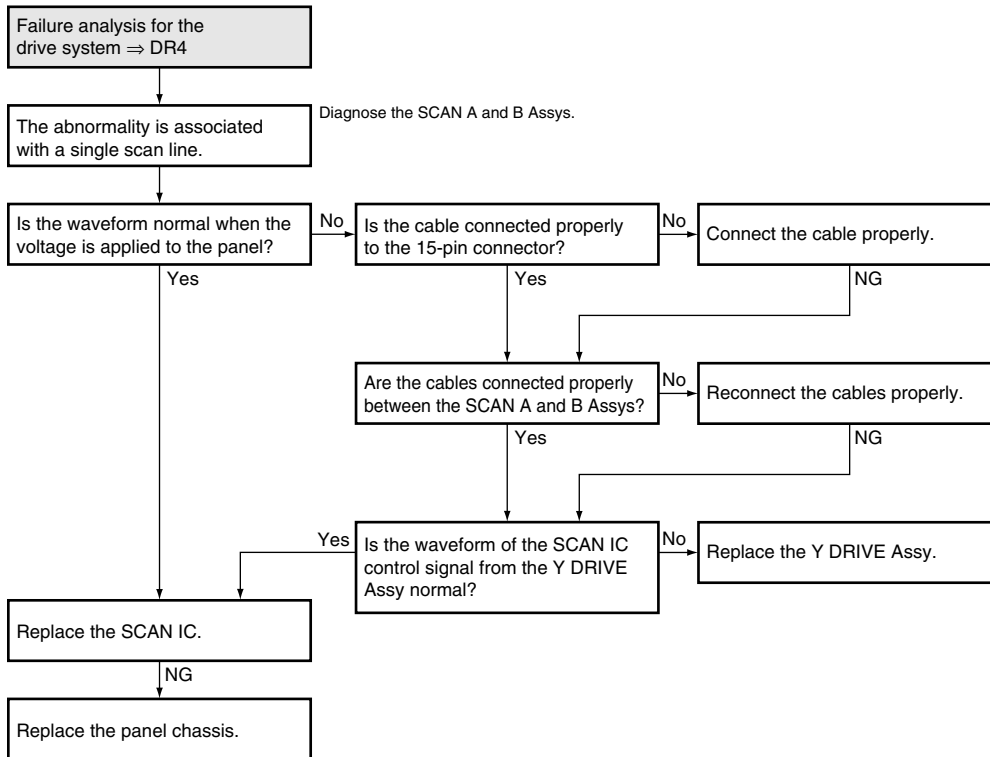 Failure analysis for the
drive system ⇒ DR4
The abnormality is associated
with a single scan line.
Diagnose the SCAN A and B Assys.
Is the waveform normal when the
voltage is applied to the panel?
No
Is the cable connected properly
to the 15-pin connector?
No
Connect the cable properly.
Yes
Yes
NG
Are the cables connected properly
between the SCAN A and B Assys?
No
Reconnect the cables properly.
Yes
NG
Yes
Is the waveform of the SCAN IC
control signal from the Y DRIVE
Assy normal?
No
Replace the Y DRIVE Assy.
Replace the SCAN IC.
NG
Replace the panel chassis.